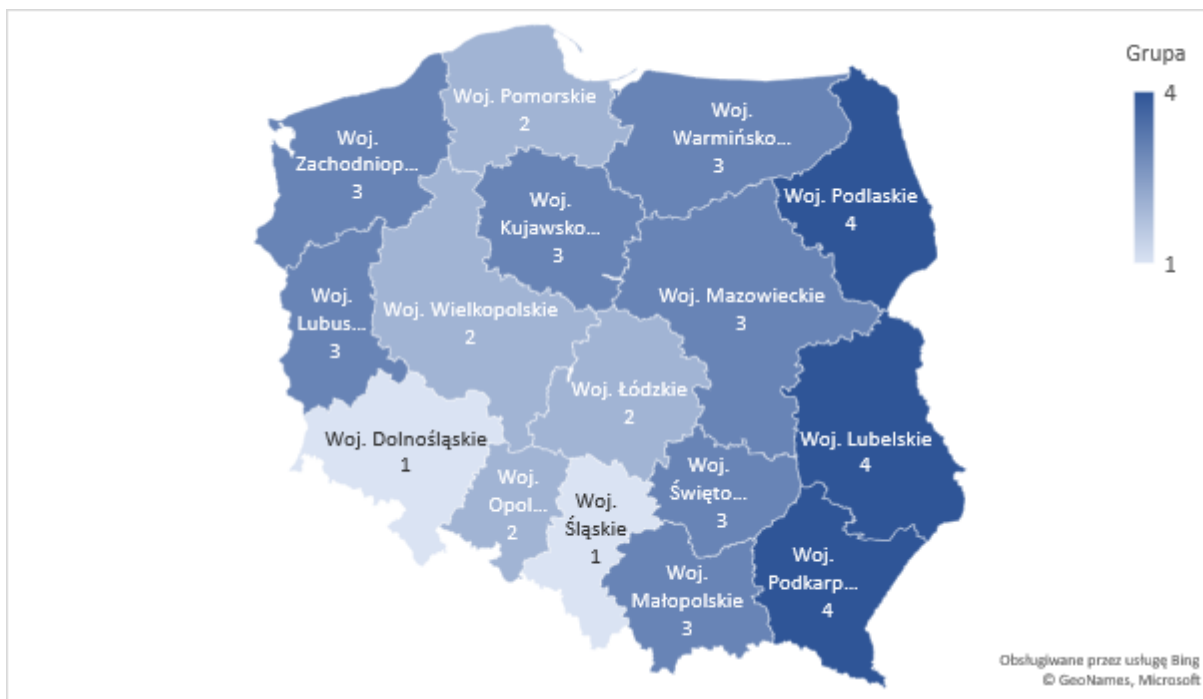 Grupa
4
1
Woj. Pomorskie
2
Woj.
Warmińsko...
3
Woj.
Zachodniop...
3
Woj.
Kujawsko...
3
Woj. Podlaskie
4
Woj.
Lubus...
3
Woj. Wielkopolskie
2
Woj. Mazowieckie
3
Woj. Łódzkie
2
Woj. Dolnośląskie
1
Woj. Lubelskie
4
Woj.
Opol...
2
Woj.
Śląskie
1
Woj.
Święto...
3
Woj.
Małopolskie
3
Woj.
Podkarp...
4
Obsługiwane przez usługę Bing
© GeoNames, Microsoft